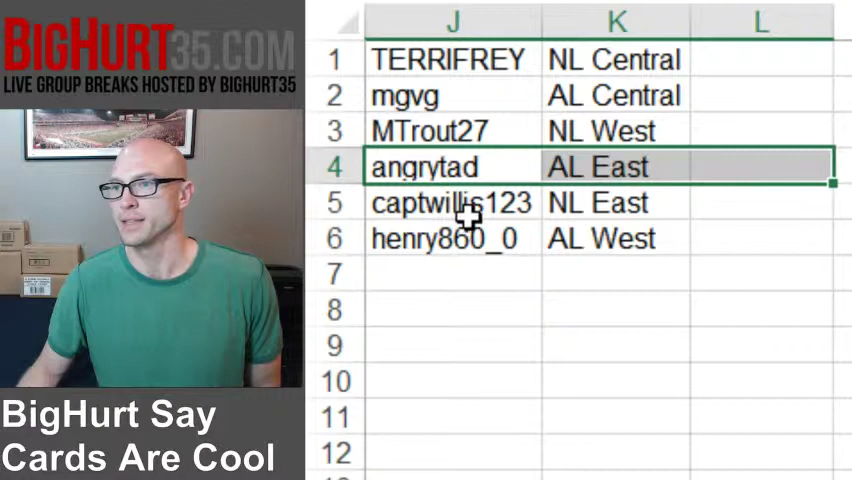 BIGHURT35.COM
LIVE GROUP BREAKS HOSTED BY BIGHURT35
BigHurt Say
Cards Are Cool
J K L
1 TERRIFREY NL Central
2 mgvg AL Central
3 MTrout27 NL West
4 angrytad AL East
5 captwillis123 NL East
6 henry860_0 AL West
7
8
9
10
11
12